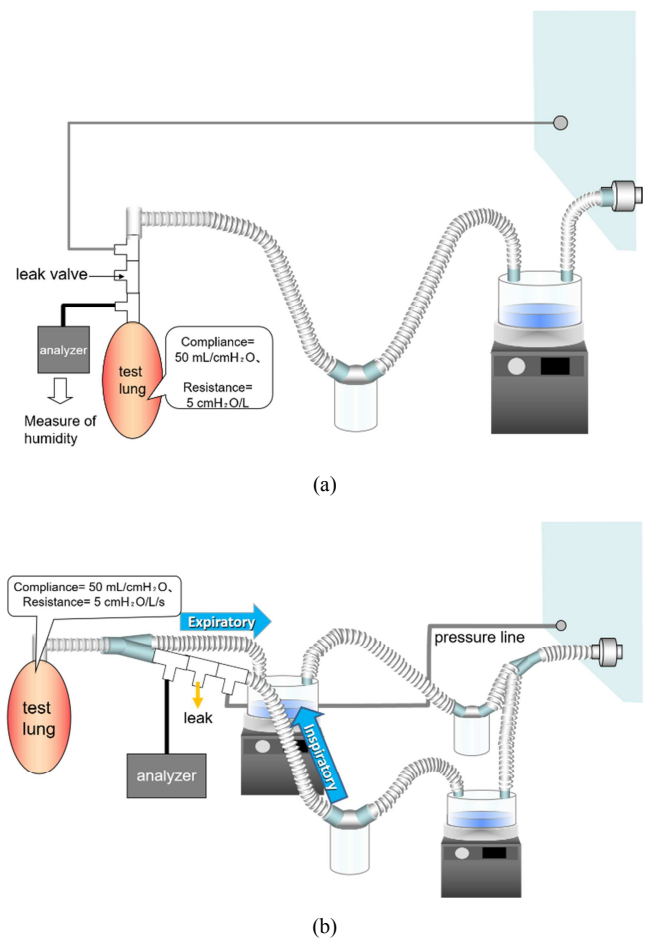 leak valve
analyzer
test
lung
Compliance=
50 mL/cmH₂O、
Resistance=
5 cmH₂O/L
Measure of
humidity
(a)
Compliance= 50 mL/cmH₂O、
Resistance= 5 cmH₂O/L/s
Expiratory
pressure line
test
lung
leak
Inspiratory
analyzer
(b)